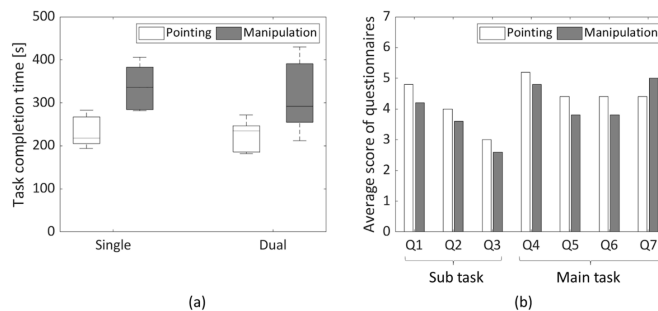 500
400
300
200
100
0
Task completion time [s]
Pointing
Manipulation
Single
Dual
(a)
7
6
5
4
3
2
1
0
Average score of questionnaires
Pointing
Manipulation
Q1 Q2 Q3 Q4 Q5 Q6 Q7
Sub task
Main task
(b)